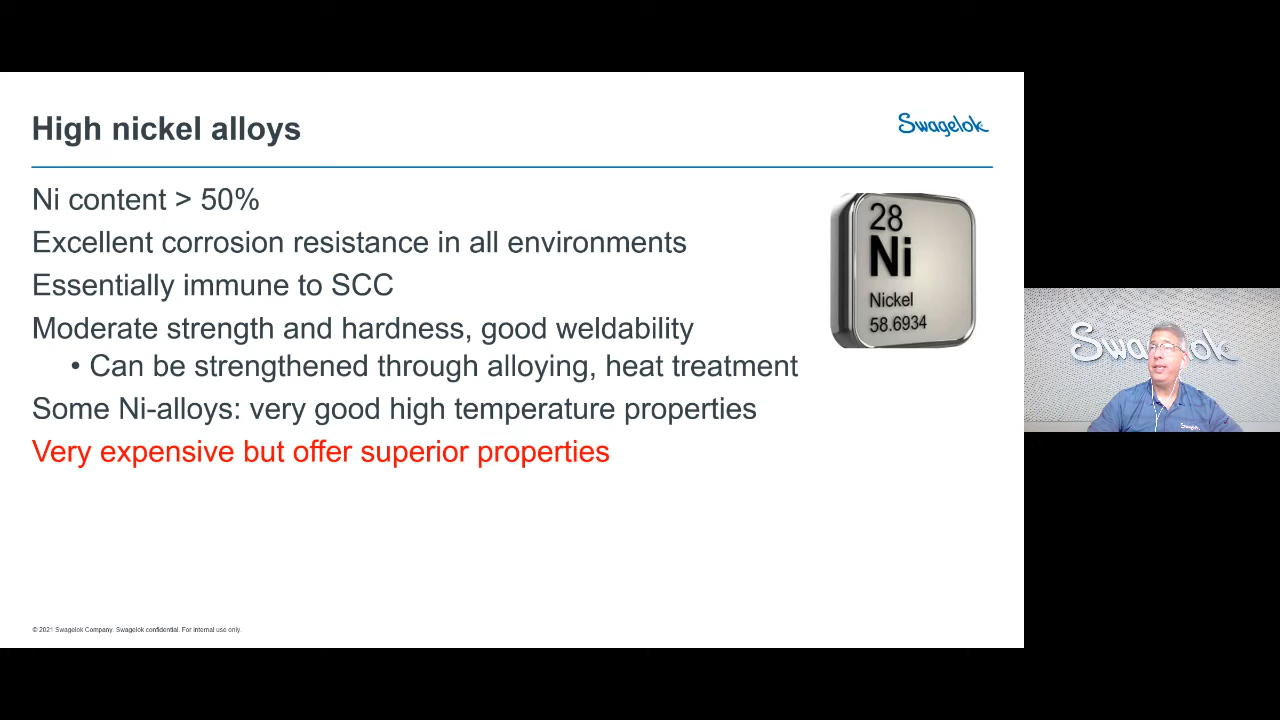 High nickel alloys
Swagelok
Ni content > 50%
Excellent corrosion resistance in all environments
Essentially immune to SCC
Moderate strength and hardness, good weldability
• Can be strengthened through alloying, heat treatment
Some Ni-alloys: very good high temperature properties
Very expensive but offer superior properties
28
Ni
Nickel
58.6934
Swagelok
Swagelok
© 2021 Swagelok Company. Swagelok confidential. For internal use only.